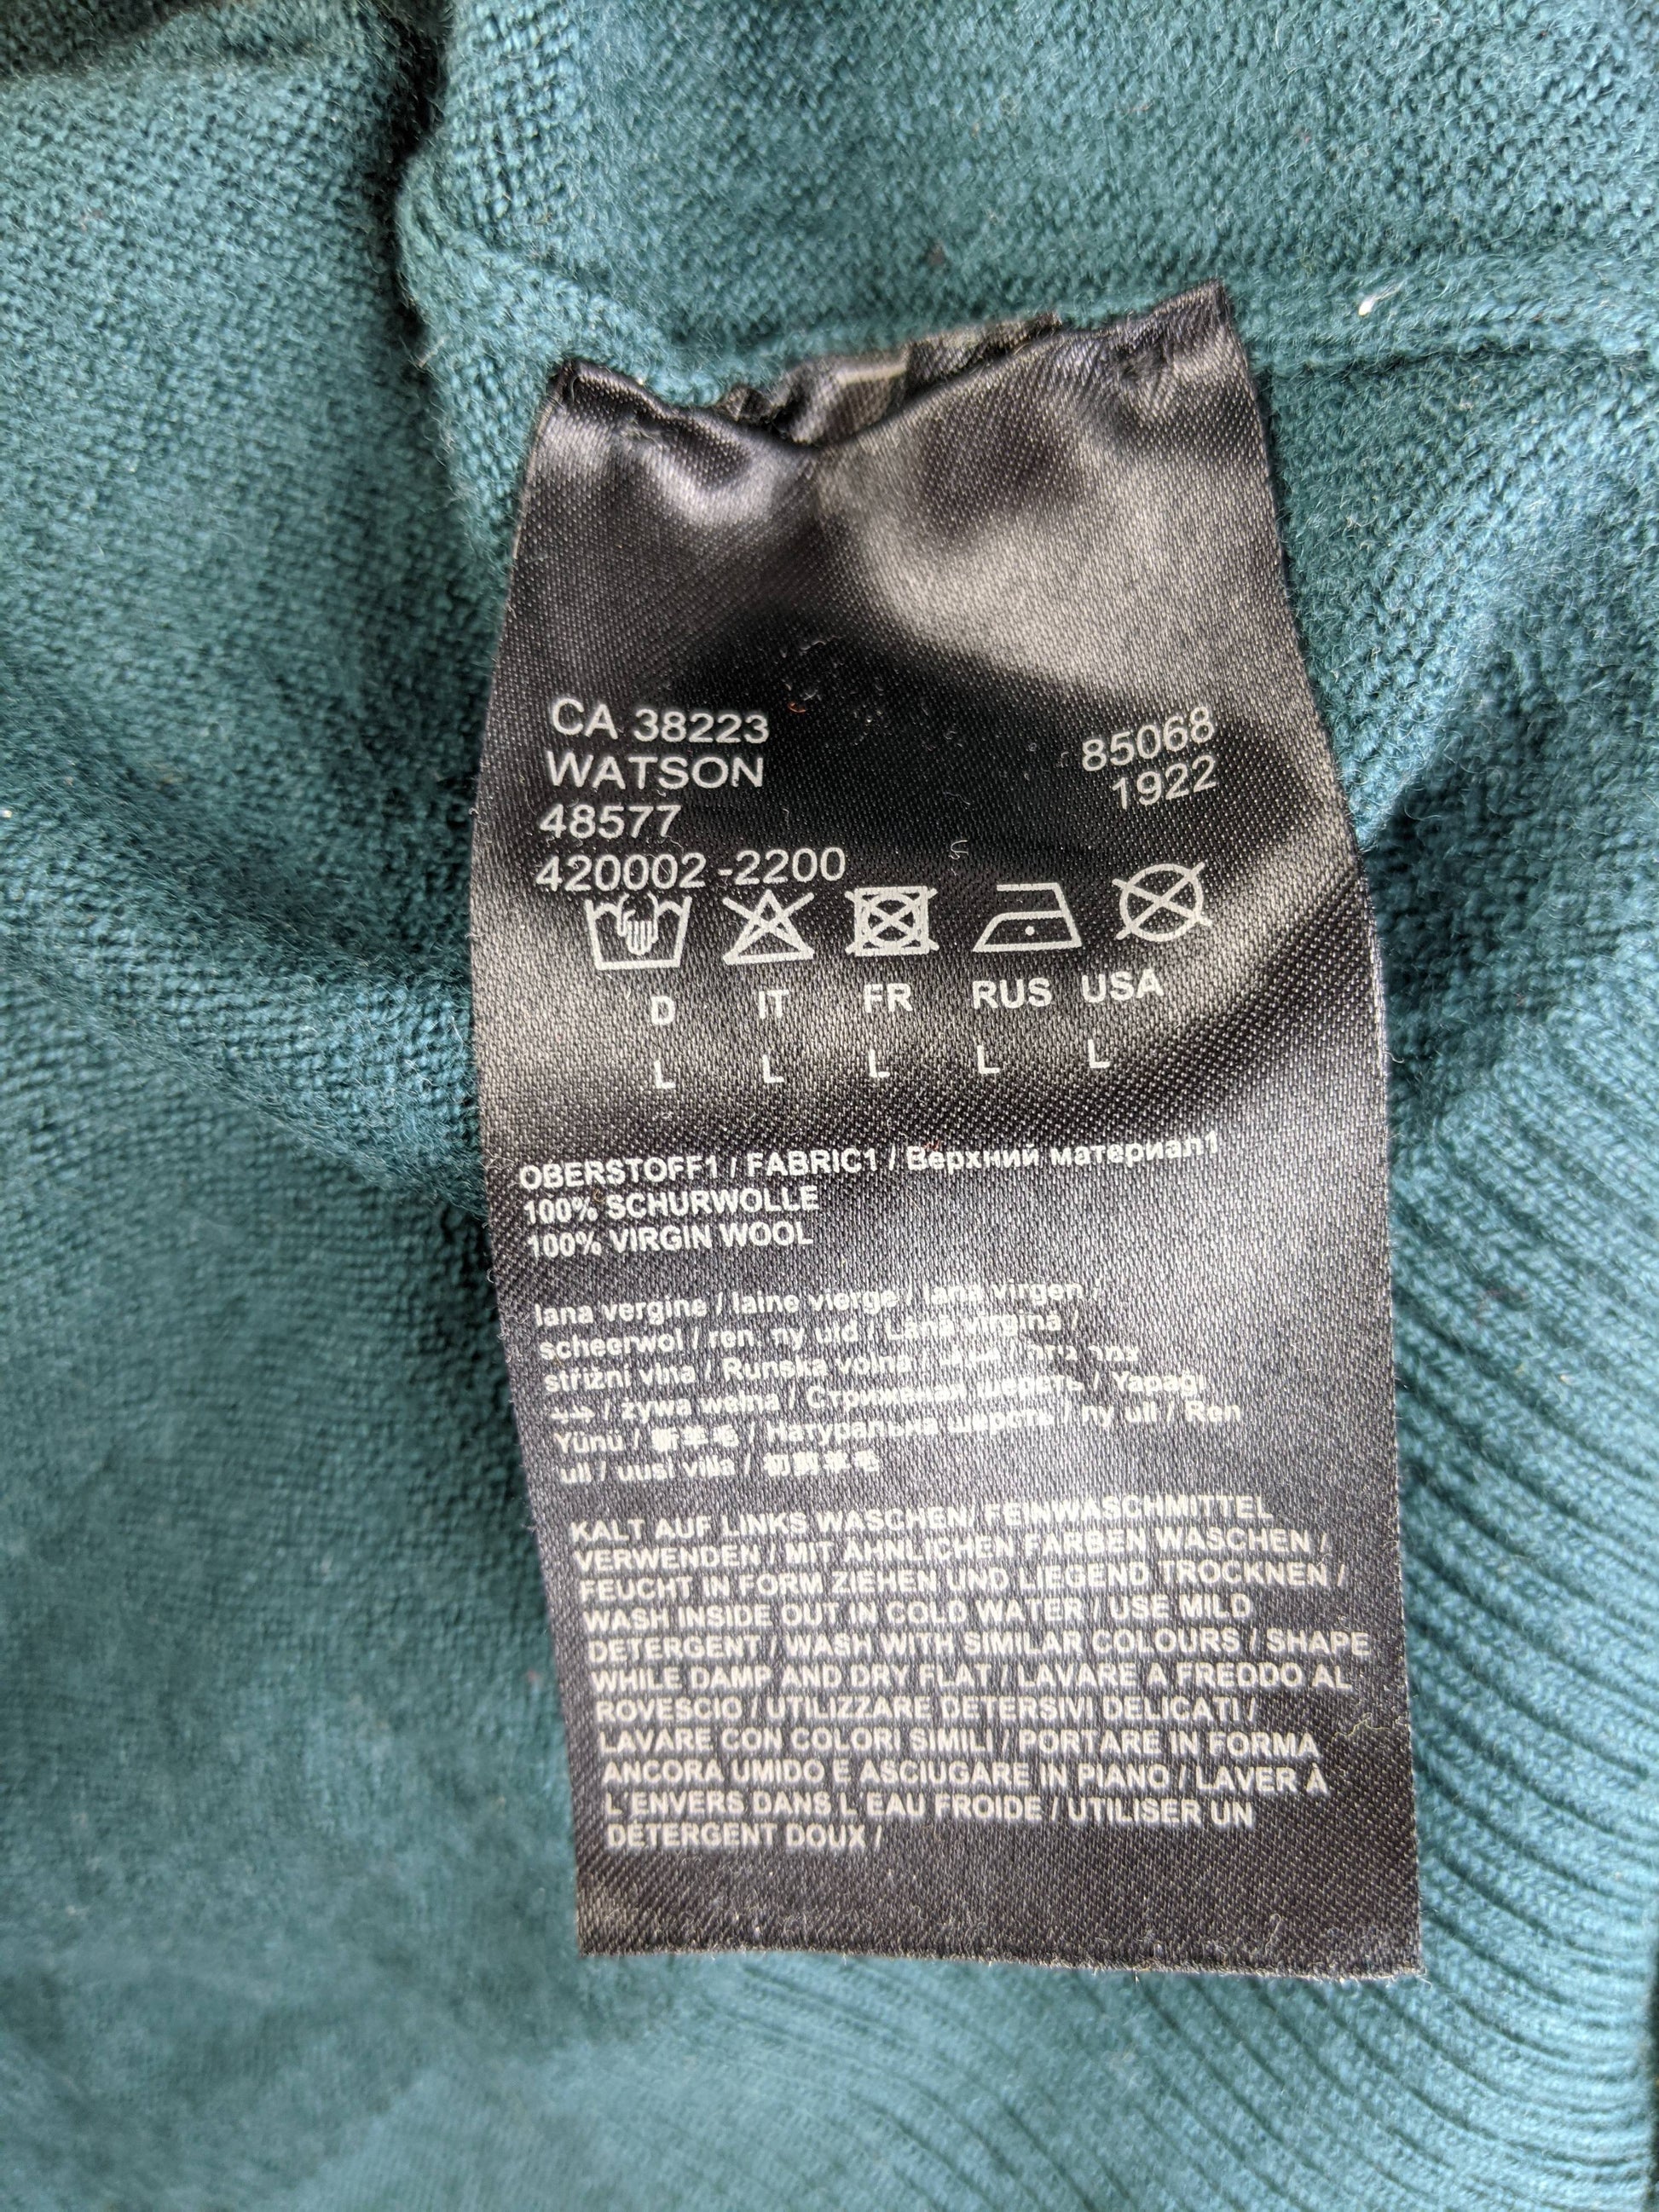 CA 38223
WATSON
48577
420002 -2200
85068
1922
D IT FR RUS USA
L L L L L
OBERSTOFF1 / FABRIC1 / Верхний материал1
100% SCHURWOLLE
100% VIRGIN WOOL
lana vergine / laine vierge / lana virgen /
scheerwol / ren, ny uld / Lana virgina /
střižní vlna / Runska volna / צמר גיזה
/ żywa wełna / Стриженная шерсть / Yapagi
Yünü / / Натуральная шерсть / ny ull / Ren
ull / uusi villa /
KALT AUF LINKS WASCHEN/ FEINWASCHMITTEL
VERWENDEN / MIT ÄHNLICHEN FARBEN WASCHEN /
FEUCHT IN FORM ZIEHEN UND LIEGEND TROCKNEN /
WASH INSIDE OUT IN COLD WATER / USE MILD
DETERGENT / WASH WITH SIMILAR COLOURS / SHAPE
WHILE DAMP AND DRY FLAT / LAVARE A FREDDO AL
ROVESCIO / UTILIZZARE DETERSIVI DELICATI /
LAVARE CON COLORI SIMILI / PORTARE IN FORMA
ANCORA UMIDO E ASCIUGARE IN PIANO / LAVER À
L'ENVERS DANS L'EAU FROIDE / UTILISER UN
DÉTERGENT DOUX /